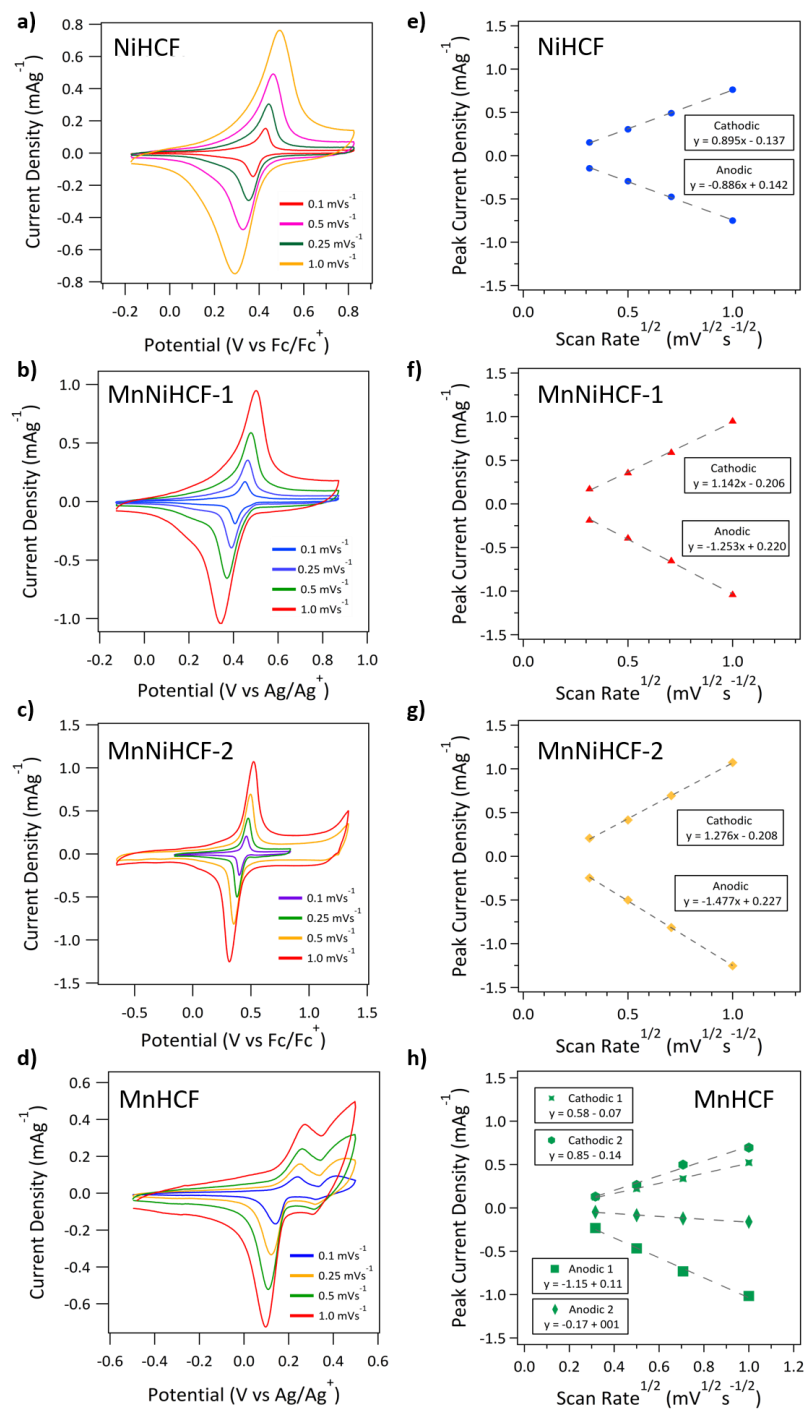 a)
NiHCF
0.8
0.6
0.4
0.2
0.0
-0.2
-0.4
-0.6
-0.8
Current Density (mAg⁻¹)
0.1 mVs⁻¹
0.5 mVs⁻¹
0.25 mVs⁻¹
1.0 mVs⁻¹
-0.2 0.0 0.2 0.4 0.6 0.8
Potential (V vs Fc/Fc⁺)
e)
NiHCF
1.5
1.0
0.5
0.0
-0.5
-1.0
-1.5
Peak Current Density (mAg⁻¹)
Cathodic
y = 0.895x - 0.137
Anodic
y = -0.886x + 0.142
0.0 0.5 1.0
Scan Rate¹/² (mV¹/²s⁻¹/²)
b)
MnNiHCF-1
1.0
0.5
0.0
-0.5
-1.0
Current Density (mAg⁻¹)
0.1 mVs⁻¹
0.25 mVs⁻¹
0.5 mVs⁻¹
1.0 mVs⁻¹
-0.2 0.0 0.2 0.4 0.6 0.8 1.0
Potential (V vs Ag/Ag⁺)
f)
MnNiHCF-1
1.5
1.0
0.5
0.0
-0.5
-1.0
-1.5
Peak Current Density (mAg⁻¹)
Cathodic
y = 1.142x - 0.206
Anodic
y = -1.253x + 0.220
0.0 0.5 1.0
Scan Rate¹/² (mV¹/²s⁻¹/²)
c)
MnNiHCF-2
1.5
1.0
0.5
0.0
-0.5
-1.0
-1.5
Current Density (mAg⁻¹)
0.1 mVs⁻¹
0.25 mVs⁻¹
0.5 mVs⁻¹
1.0 mVs⁻¹
-0.5 0.0 0.5 1.0 1.5
Potential (V vs Fc/Fc⁺)
g)
MnNiHCF-2
1.5
1.0
0.5
0.0
-0.5
-1.0
-1.5
Peak Current Density (mAg⁻¹)
Cathodic
y = 1.276x - 0.208
Anodic
y = -1.477x + 0.227
0.0 0.5 1.0
Scan Rate¹/² (mV¹/²s⁻¹/²)
d)
MnHCF
0.6
0.4
0.2
0.0
-0.2
-0.4
-0.6
Current Density (mAg⁻¹)
0.1 mVs⁻¹
0.25 mVs⁻¹
0.5 mVs⁻¹
1.0 mVs⁻¹
-0.6 -0.4 -0.2 0.0 0.2 0.4 0.6
Potential (V vs Ag/Ag⁺)
h)
MnHCF
1.5
1.0
0.5
0.0
-0.5
-1.0
-1.5
Peak Current Density (mAg⁻¹)
Cathodic 1
y = 0.58 - 0.07
Cathodic 2
y = 0.85 - 0.14
Anodic 1
y = -1.15 + 0.11
Anodic 2
y = -0.17 + 001
0.0 0.2 0.4 0.6 0.8 1.0 1.2
Scan Rate¹/² (mV¹/²s⁻¹/²)